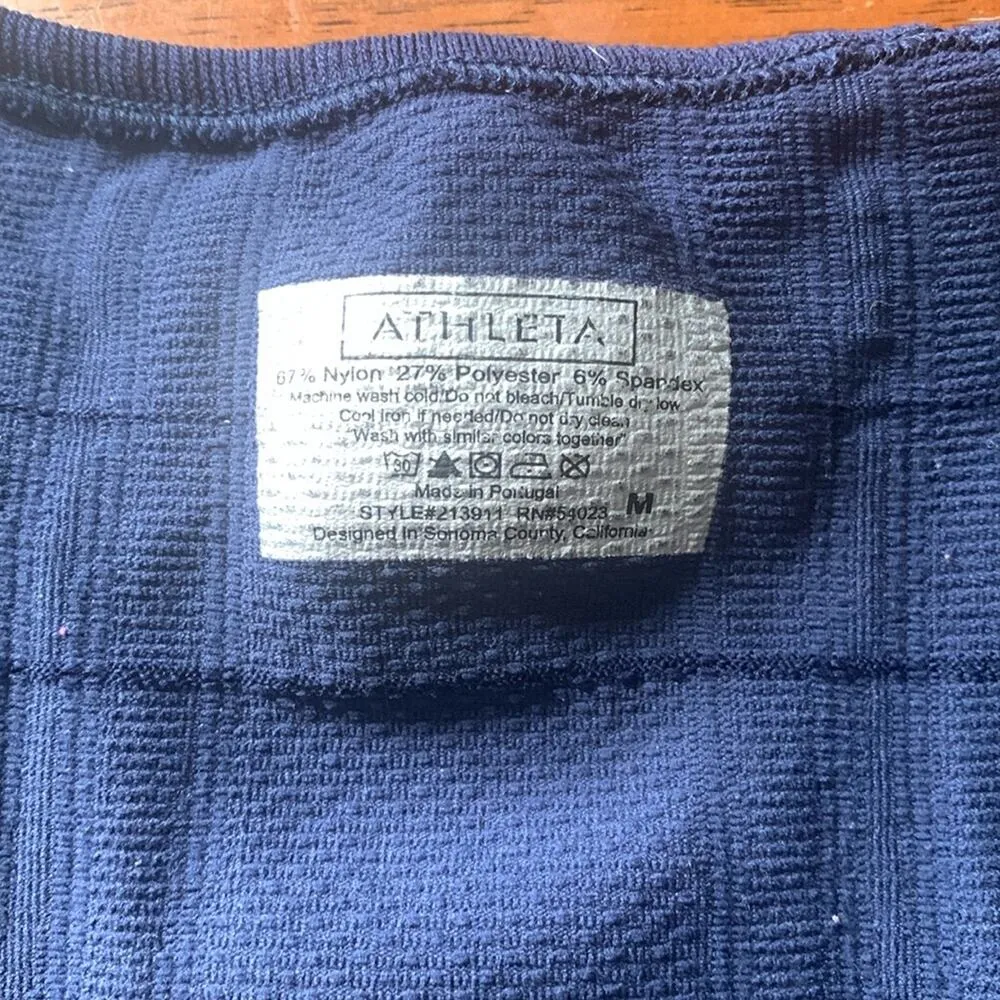 ATHLETA
67% Nylon 27% Polyester 6% Spandex
Machine wash cold/Do not bleach/Tumble dry low
Cool iron if needed/Do not dry clean
"Wash with similar colors together"
30
Made in Portugal
STYLE#213911 RN#54023 M
Designed In Sonoma County, California